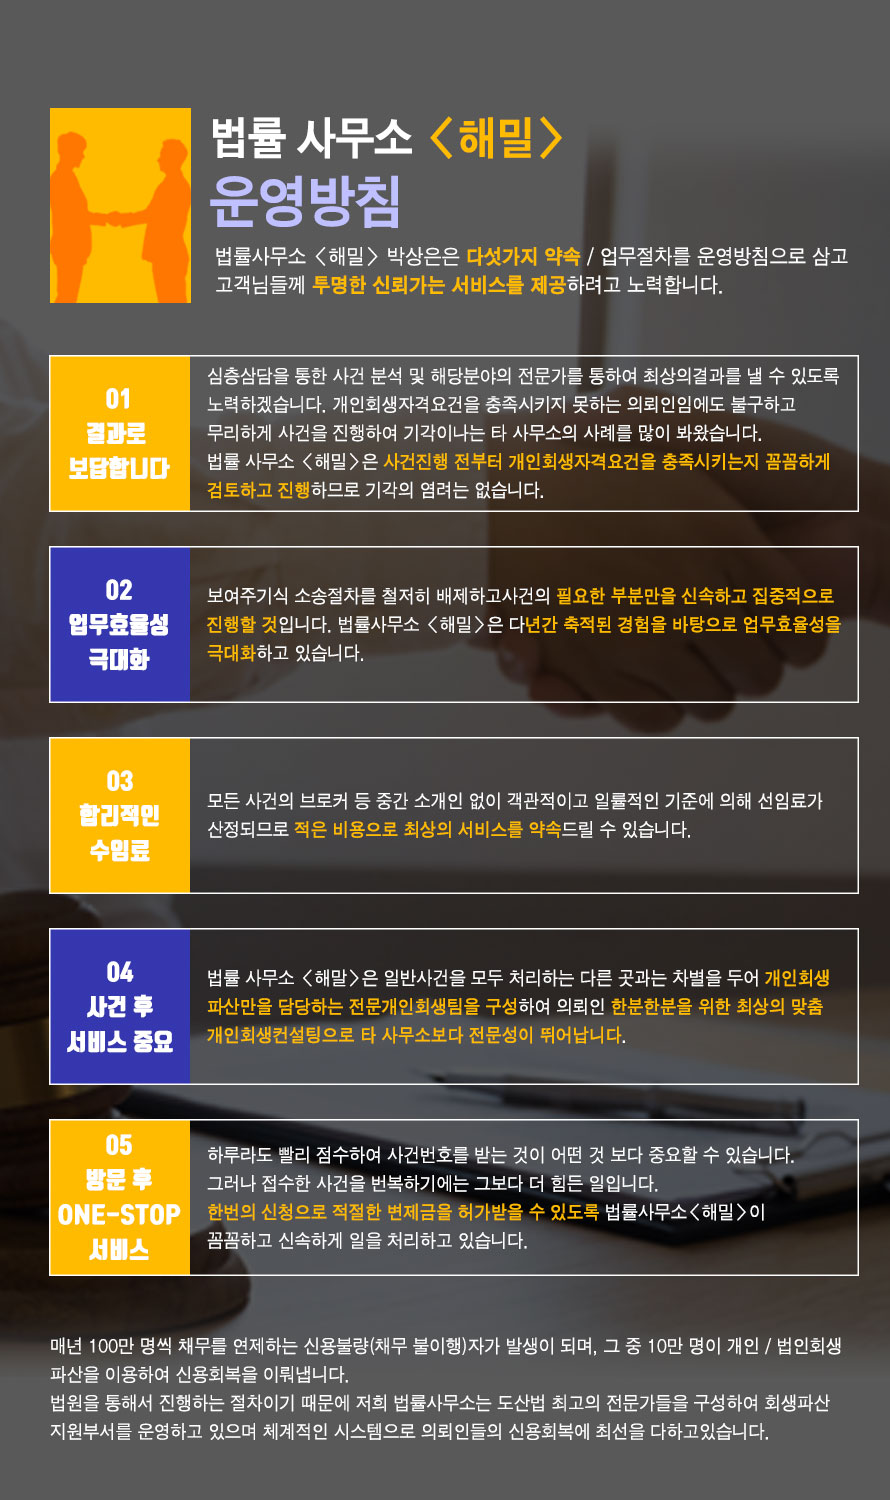 법률 사무소 <해밀>
운영방침
법률사무소 <해밀> 박상은은 다섯가지 약속 / 업무절차를 운영방침으로 삼고
고객님들께 투명한 신뢰가는 서비스를 제공하려고 노력합니다.
01
결과로
보답합니다
심층삼담을 통한 사건 분석 및 해당분야의 전문가를 통하여 최상의결과를 낼 수 있도록
노력하겠습니다. 개인회생자격요건을 충족시키지 못하는 의뢰인임에도 불구하고
무리하게 사건을 진행하여 기각이나는 타 사무소의 사례를 많이 봐왔습니다.
법률 사무소 <해밀>은 사건진행 전부터 개인회생자격요건을 충족시키는지 꼼꼼하게
검토하고 진행하므로 기각의 염려는 없습니다.
02
업무효율성
극대화
보여주기식 소송절차를 철저히 배제하고사건의 필요한 부분만을 신속하고 집중적으로
진행할 것입니다. 법률사무소 <해밀>은 다년간 축적된 경험을 바탕으로 업무효율성을
극대화하고 있습니다.
03
합리적인
수임료
모든 사건의 브로커 등 중간 소개인 없이 객관적이고 일률적인 기준에 의해 선임료가
산정되므로 적은 비용으로 최상의 서비스를 약속드릴 수 있습니다.
04
사건 후
서비스 중요
법률 사무소 <해말>은 일반사건을 모두 처리하는 다른 곳과는 차별을 두어 개인회생
파산만을 담당하는 전문개인회생팀을 구성하여 의뢰인 한분한분을 위한 최상의 맞춤
개인회생컨설팅으로 타 사무소보다 전문성이 뛰어납니다.
05
방문 후
ONE-STOP
서비스
하루라도 빨리 점수하여 사건번호를 받는 것이 어떤 것 보다 중요할 수 있습니다.
그러나 접수한 사건을 번복하기에는 그보다 더 힘든 일입니다.
한번의 신청으로 적절한 변제금을 허가받을 수 있도록 법률사무소<해밀>이
꼼꼼하고 신속하게 일을 처리하고 있습니다.
매년 100만 명씩 채무를 연제하는 신용불량(채무 불이행)자가 발생이 되며, 그 중 10만 명이 개인 / 법인회생
파산을 이용하여 신용회복을 이뤄냅니다.
법원을 통해서 진행하는 절차이기 때문에 저희 법률사무소는 도산법 최고의 전문가들을 구성하여 회생파산
지원부서를 운영하고 있으며 체계적인 시스템으로 의뢰인들의 신용회복에 최선을 다하고있습니다.